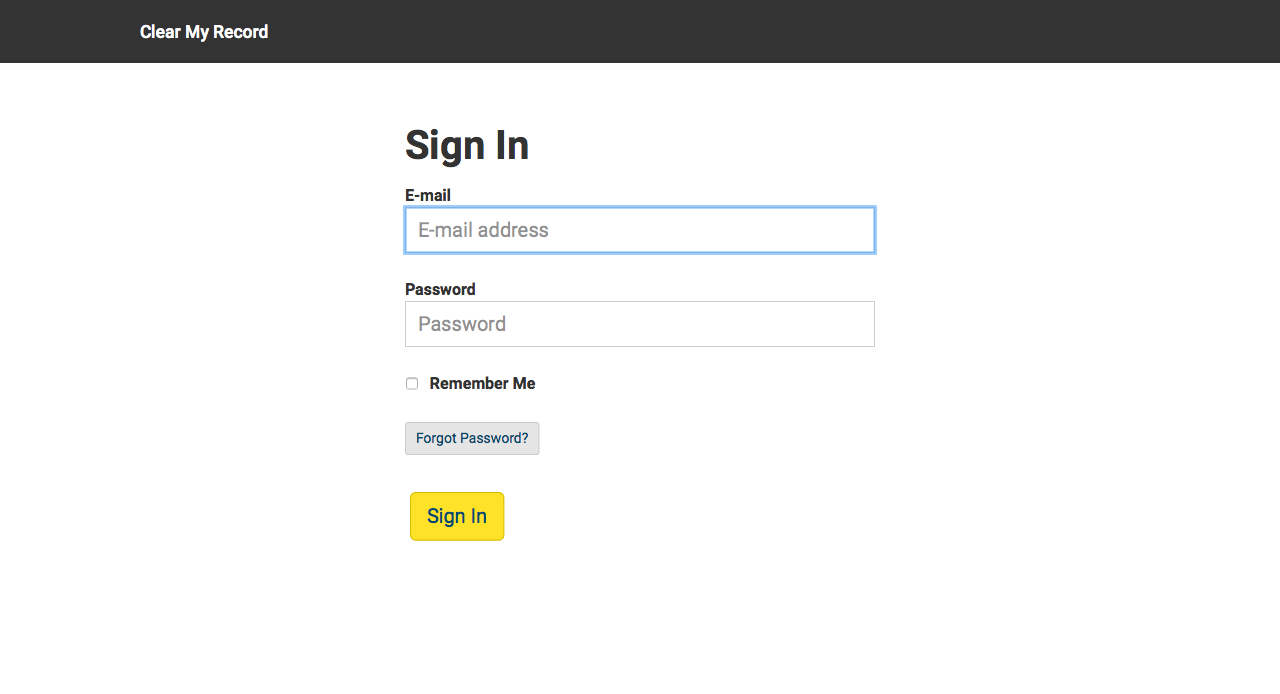 Clear My Record
Sign In
E-mail
E-mail address
Password
Password
Remember Me
Forgot Password?
Sign In